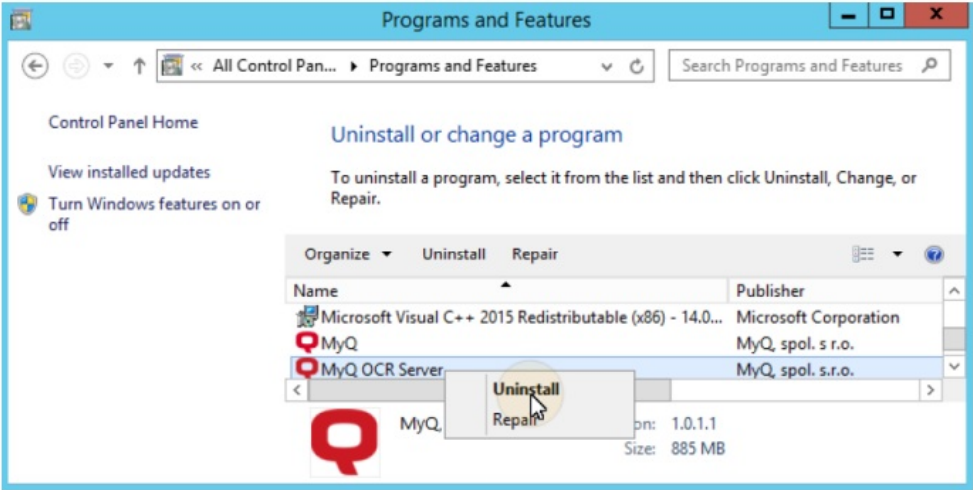 Programs and Features
« All Control Pan... ▸ Programs and Features
Search Programs and Features
Control Panel Home
View installed updates
Turn Windows features on or
off
Uninstall or change a program
To uninstall a program, select it from the list and then click Uninstall, Change, or
Repair.
Organize Uninstall Repair
Name Publisher
Microsoft Visual C++ 2015 Redistributable (x86) - 14.0... Microsoft Corporation
MyQ MyQ, spol. s r.o.
MyQ OCR Server MyQ, spol. s.r.o.
Uninstall
Repair
MyQ, on: 1.0.1.1
Size: 885 MB